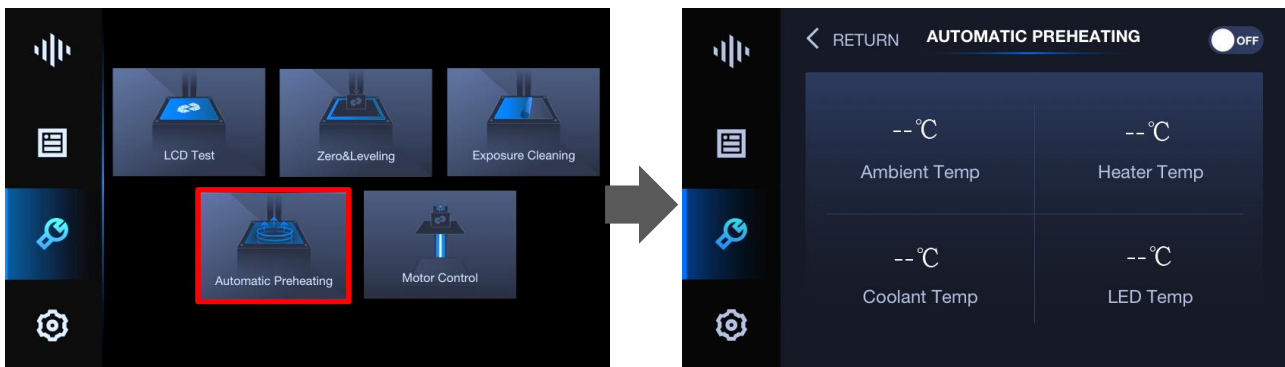 LCD Test
Zero&Leveling
Exposure Cleaning
Automatic Preheating
Motor Control
RETURN
AUTOMATIC PREHEATING
OFF
--℃
--℃
Ambient Temp
Heater Temp
--℃
--℃
Coolant Temp
LED Temp